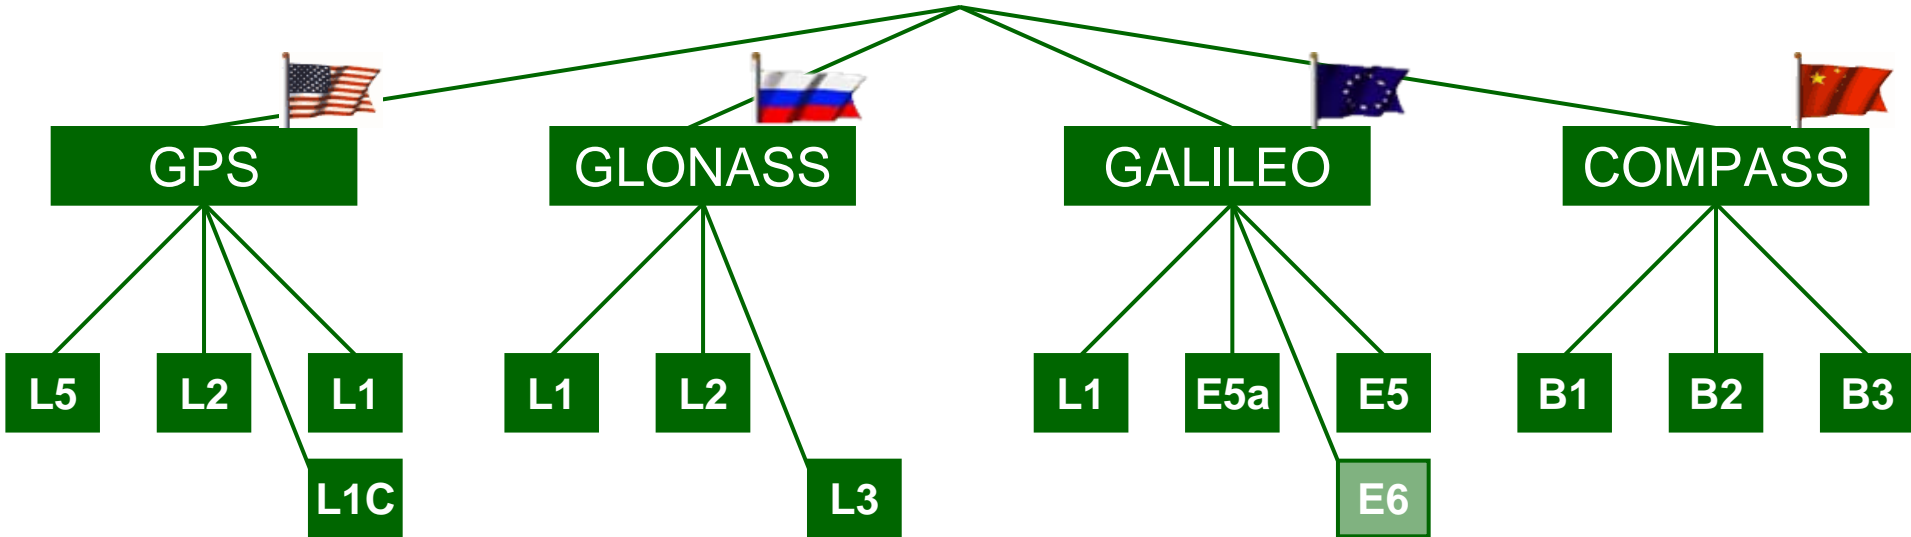 GPS
GLONASS
GALILEO
COMPASS
L5
L2
L1
L1
L2
L1
E5a
E5
B1
B2
B3
L1C
L3
E6